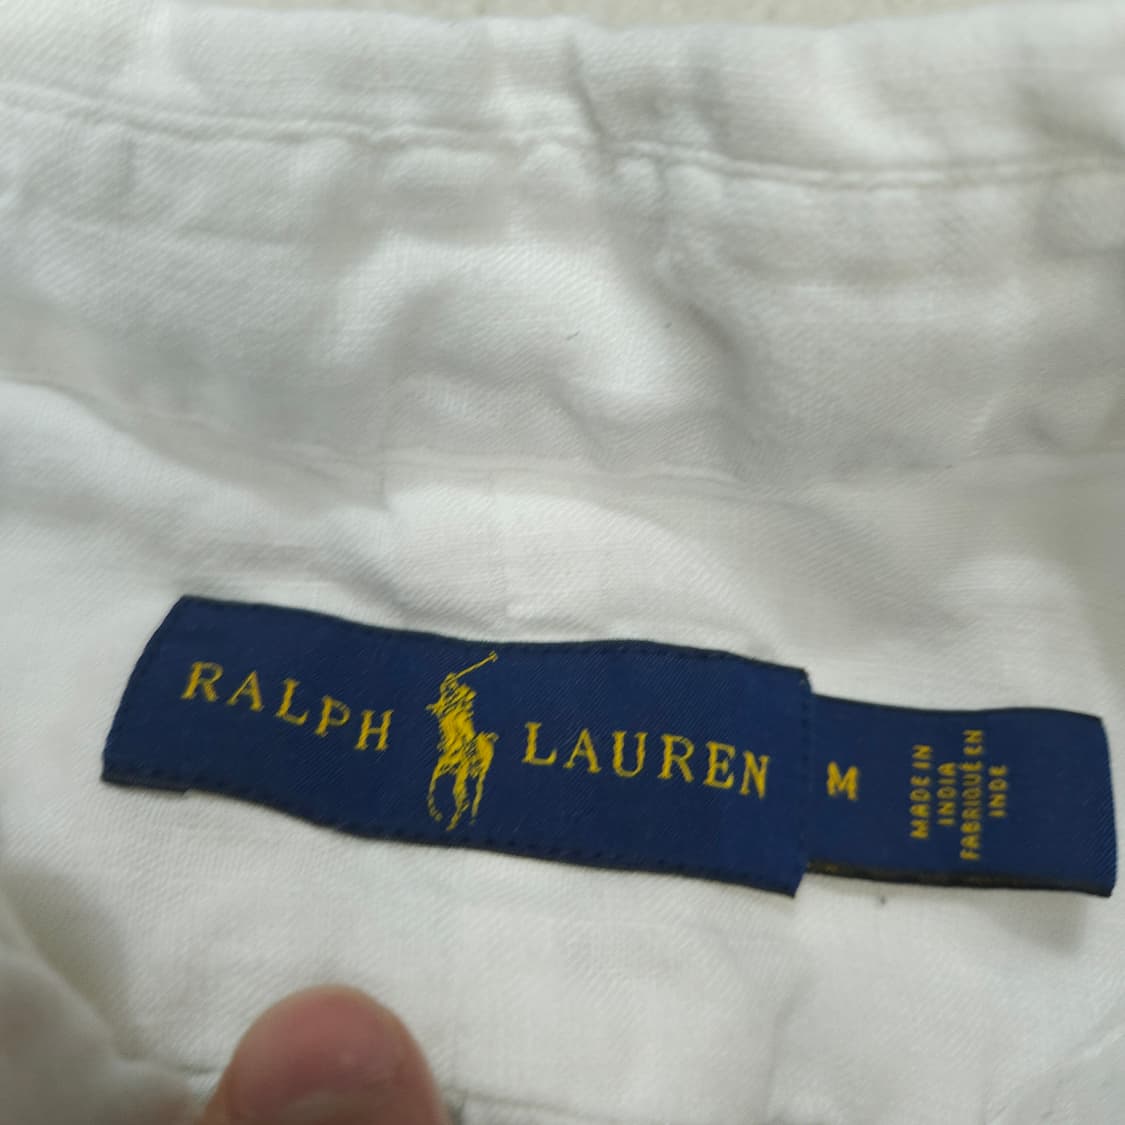 RALPH LAUREN
M
MADE IN
INDIA
FABRIQUÉ EN
INDE